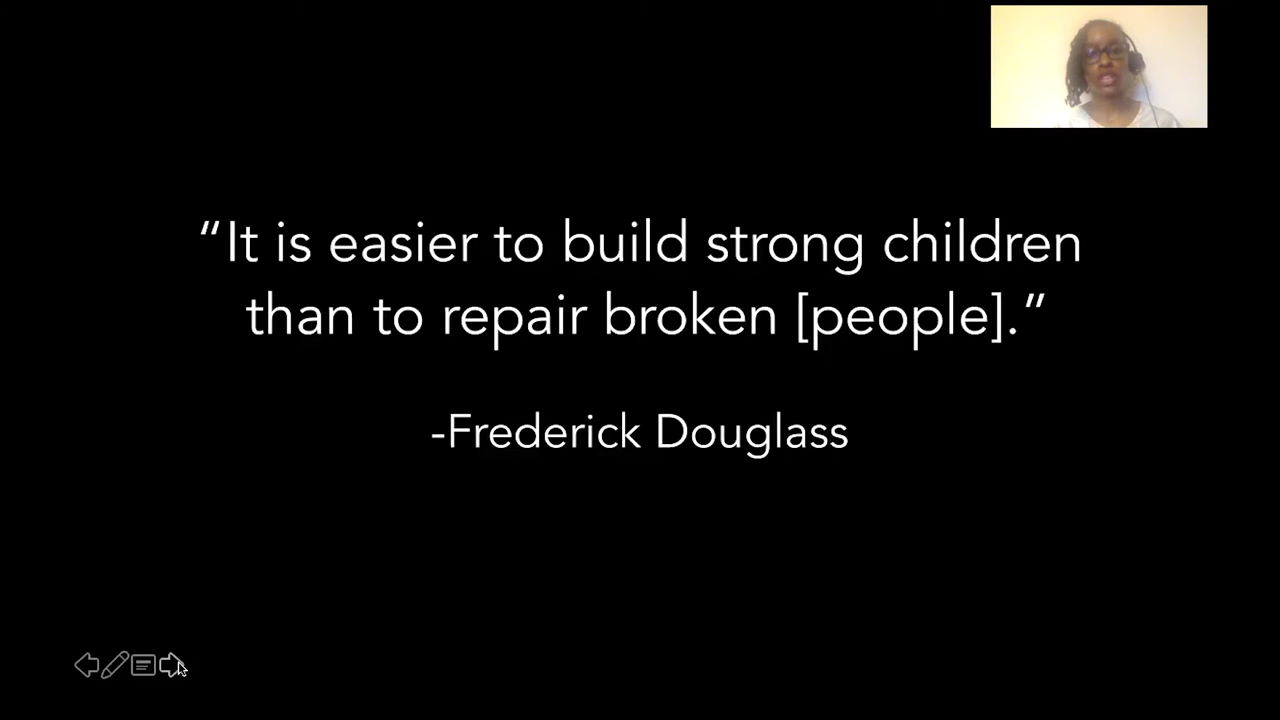 “It is easier to build strong children
than to repair broken [people].”
-Frederick Douglass